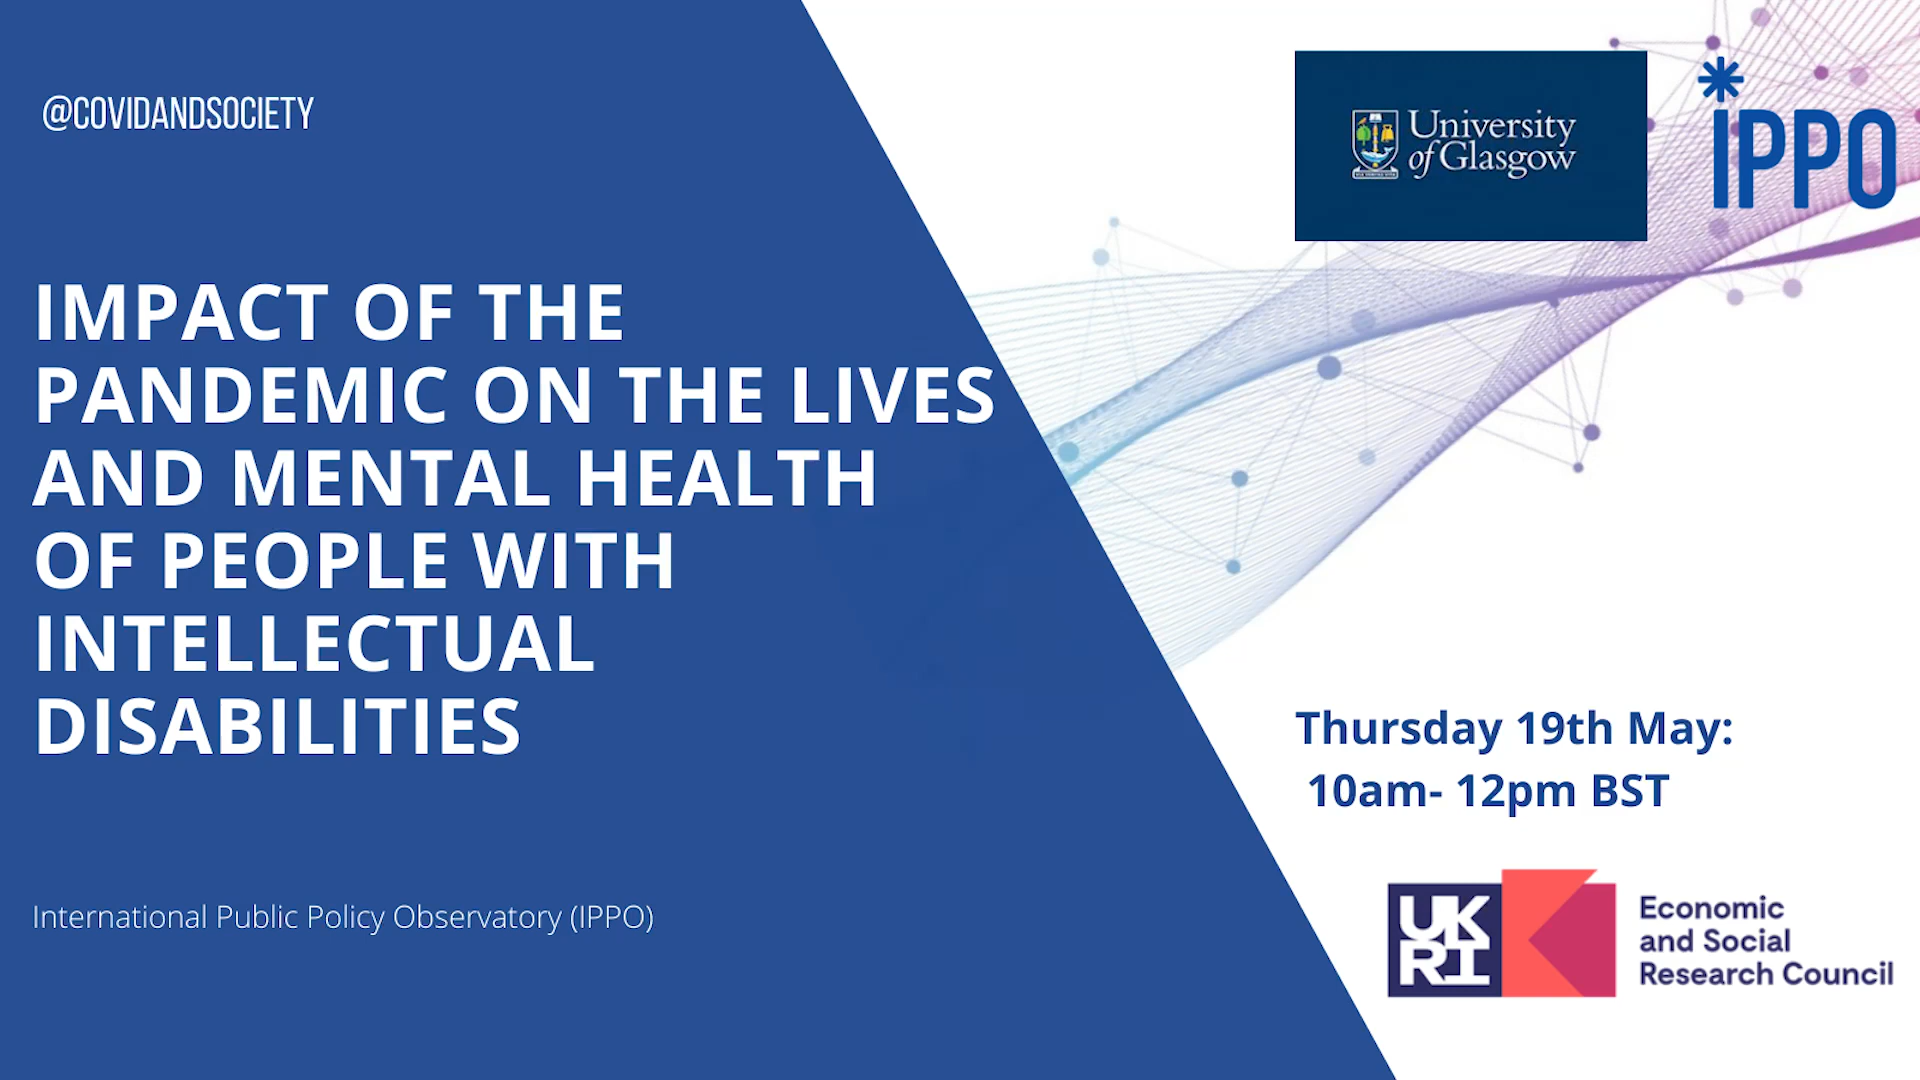 @COVIDANDSOCIETY
IMPACT OF THE
PANDEMIC ON THE LIVES
AND MENTAL HEALTH
OF PEOPLE WITH
INTELLECTUAL
DISABILITIES
International Public Policy Observatory (IPPO)
University
of Glasgow
IPPO
Thursday 19th May:
10am- 12pm BST
UK
RI
Economic
and Social
Research Council